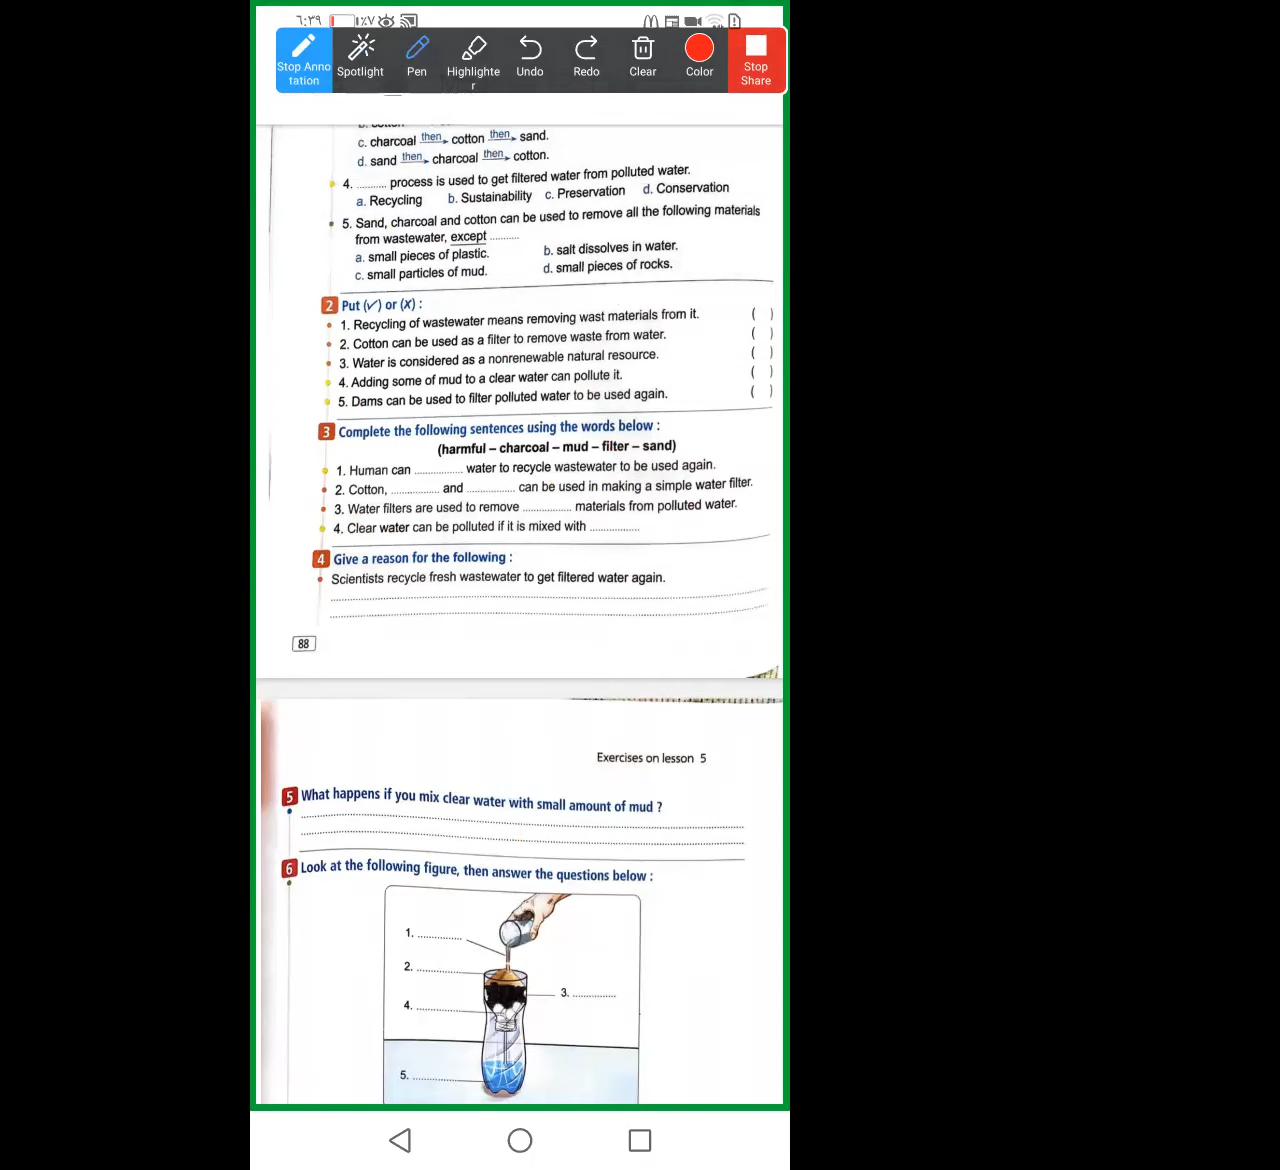 ٦:٣٩
٪٧
Stop Anno
tation
Spotlight
Pen
Highlighte
r
Undo
Redo
Clear
Color
Stop
Share
c. charcoal then cotton then sand.
d. sand then charcoal then cotton.
4. .......... process is used to get filtered water from polluted water.
a. Recycling b. Sustainability c. Preservation d. Conservation
5. Sand, charcoal and cotton can be used to remove all the following materials
from wastewater, except ..........
a. small pieces of plastic. b. salt dissolves in water.
c. small particles of mud. d. small pieces of rocks.
2 Put (✓) or (✗) :
1. Recycling of wastewater means removing wast materials from it. ( )
2. Cotton can be used as a filter to remove waste from water. ( )
3. Water is considered as a nonrenewable natural resource. ( )
4. Adding some of mud to a clear water can pollute it. ( )
5. Dams can be used to filter polluted water to be used again. ( )
3 Complete the following sentences using the words below :
(harmful – charcoal – mud – filter – sand)
1. Human can ................ water to recycle wastewater to be used again.
2. Cotton, ................ and ................ can be used in making a simple water filter.
3. Water filters are used to remove ................ materials from polluted water.
4. Clear water can be polluted if it is mixed with ................
4 Give a reason for the following :
Scientists recycle fresh wastewater to get filtered water again.
88
Exercises on lesson 5
5 What happens if you mix clear water with small amount of mud ?
6 Look at the following figure, then answer the questions below :
1. ...............
2. ...............
3. ...............
4. ...............
5. ...............